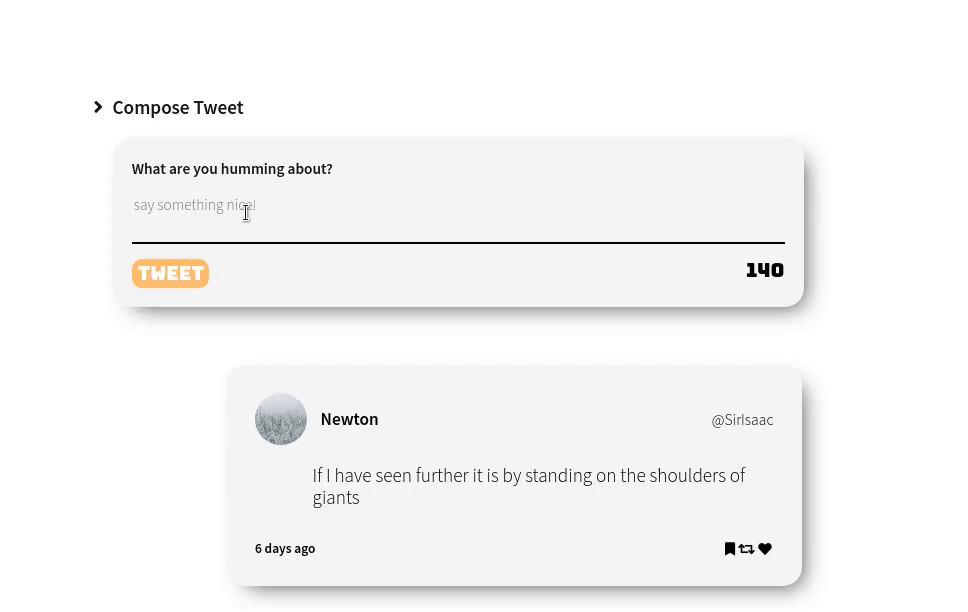 Compose Tweet
What are you humming about?
say something nice!
TWEET
140
Newton
@SirIsaac
If I have seen further it is by standing on the shoulders of
giants
6 days ago